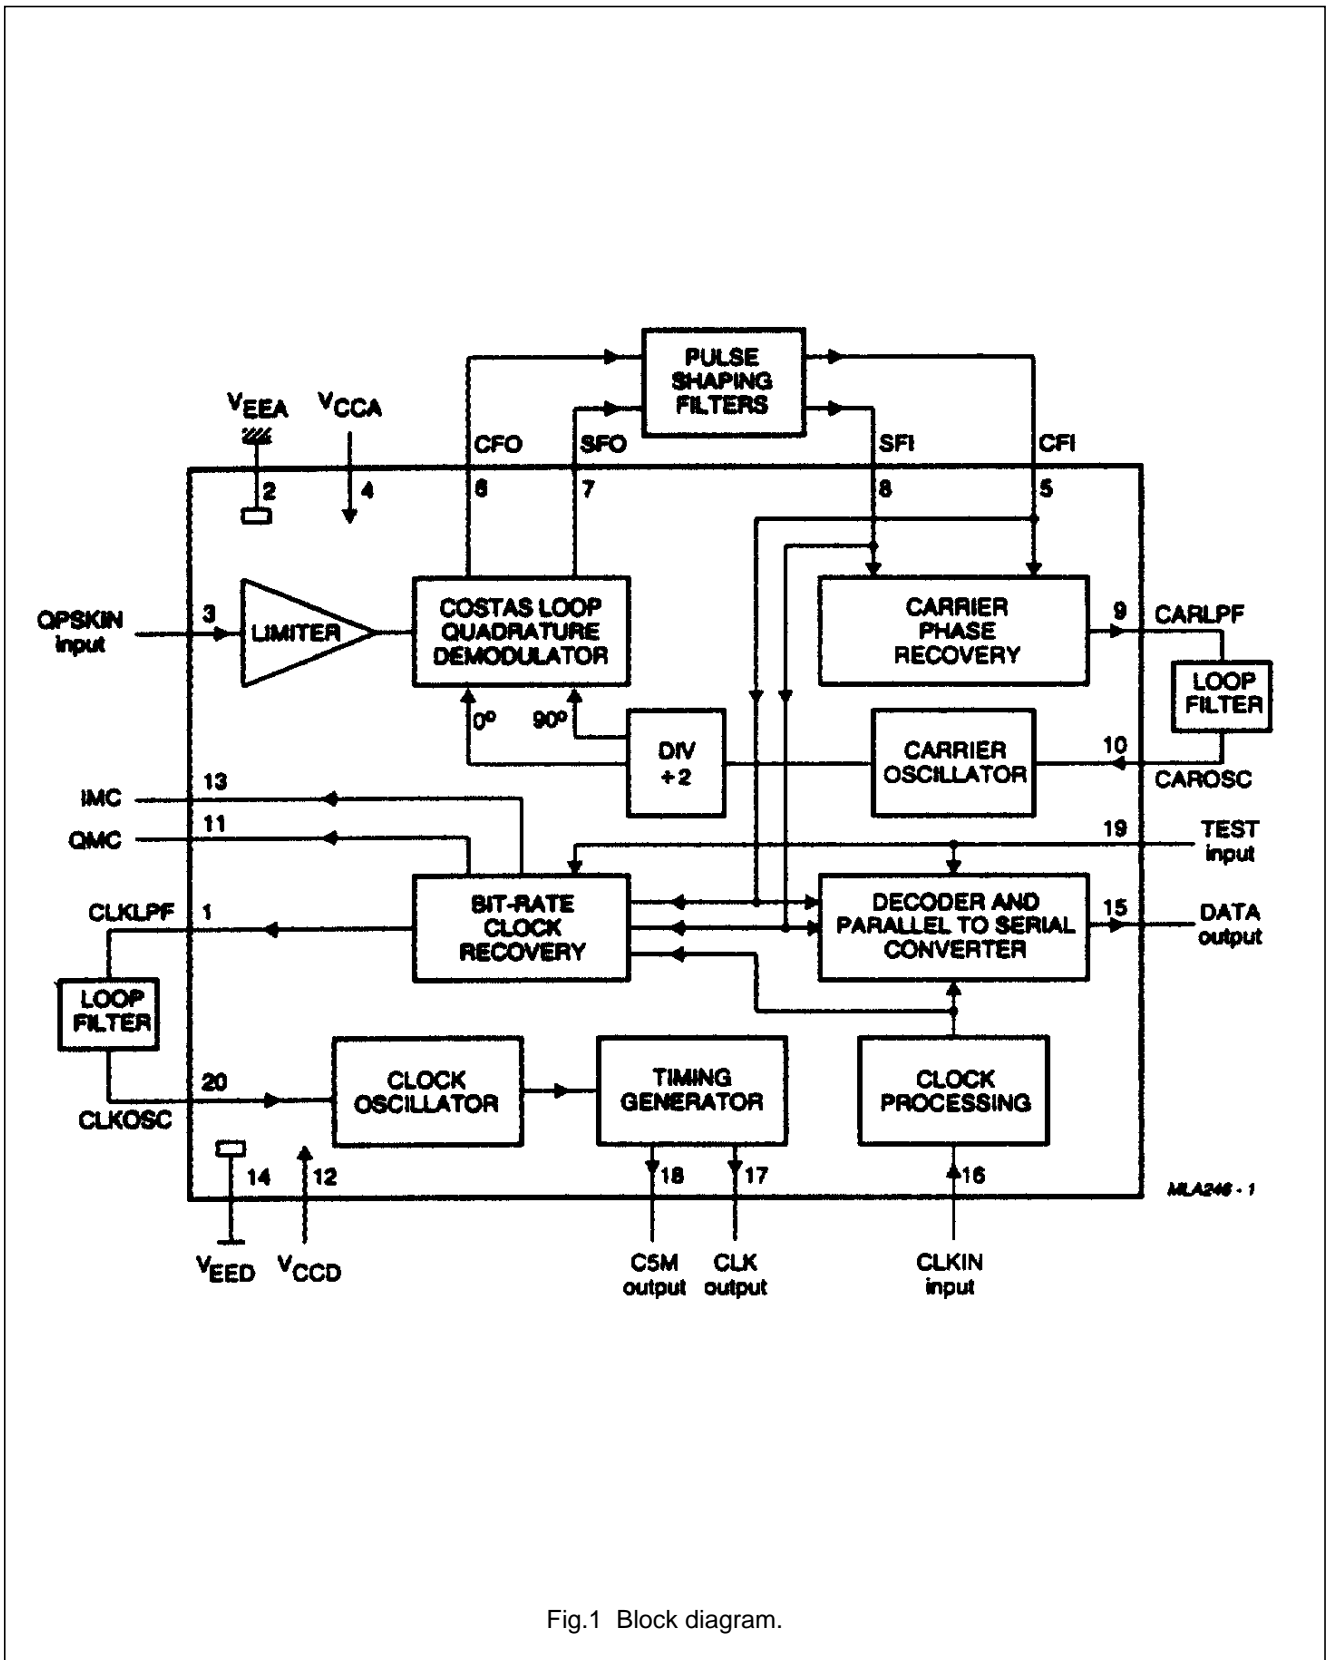 PULSE
SHAPING
FILTERS
VEEA
VCCA
CFO
SFO
SFI
CFI
2
4
6
7
8
5
QPSKIN
input
3
LIMITER
COSTAS LOOP
QUADRATURE
DEMODULATOR
CARRIER
PHASE
RECOVERY
9
CARLPF
LOOP
FILTER
0º
90º
DIV
÷2
CARRIER
OSCILLATOR
10
CAROSC
IMC
13
QMC
11
19
TEST
input
CLKLPF
1
BIT-RATE
CLOCK
RECOVERY
DECODER AND
PARALLEL TO SERIAL
CONVERTER
15
DATA
output
LOOP
FILTER
20
CLKOSC
CLOCK
OSCILLATOR
TIMING
GENERATOR
CLOCK
PROCESSING
14
12
18
17
16
MLA246 - 1
VEED
VCCD
C5M
output
CLK
output
CLKIN
input
Fig.1 Block diagram.